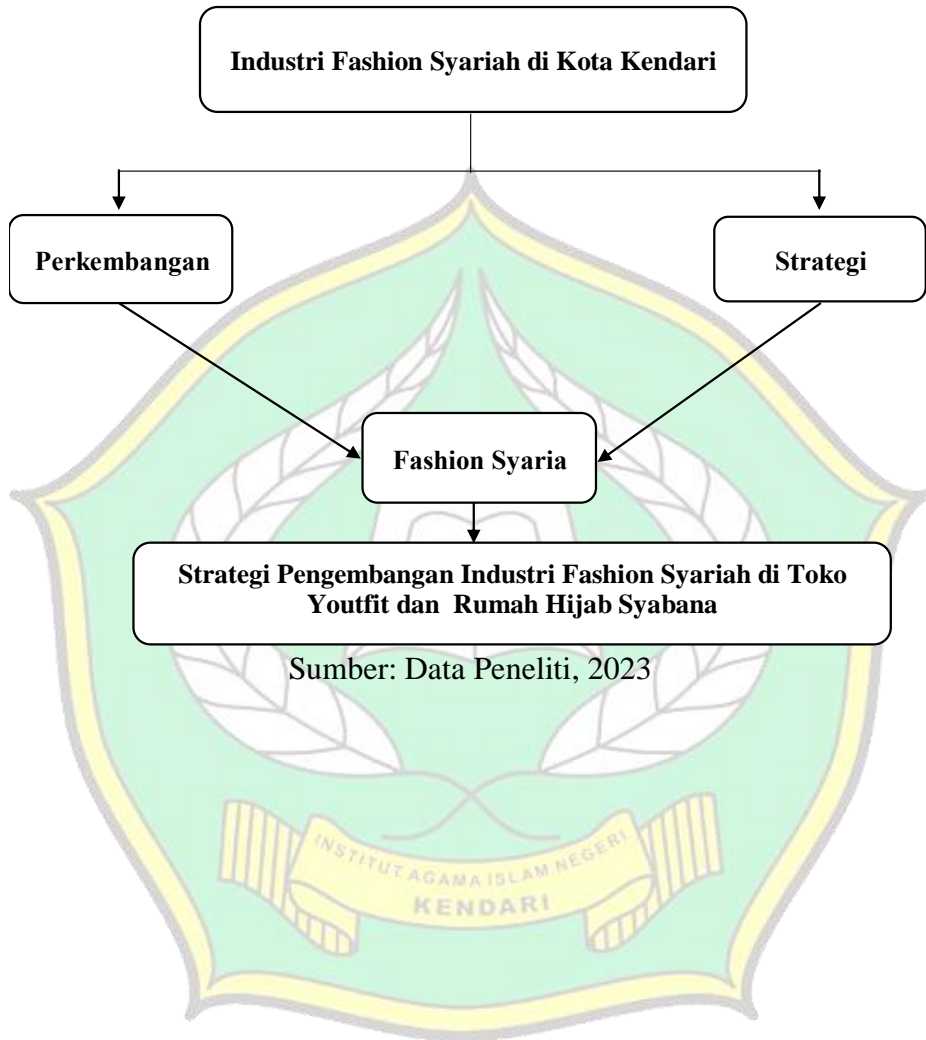 Industri Fashion Syariah di Kota Kendari
Perkembangan
Strategi
Fashion Syaria
Strategi Pengembangan Industri Fashion Syariah di Toko
Youtfit dan Rumah Hijab Syabana
Sumber: Data Peneliti, 2023
INSTITUT AGAMA ISLAM NEGERI
KENDARI